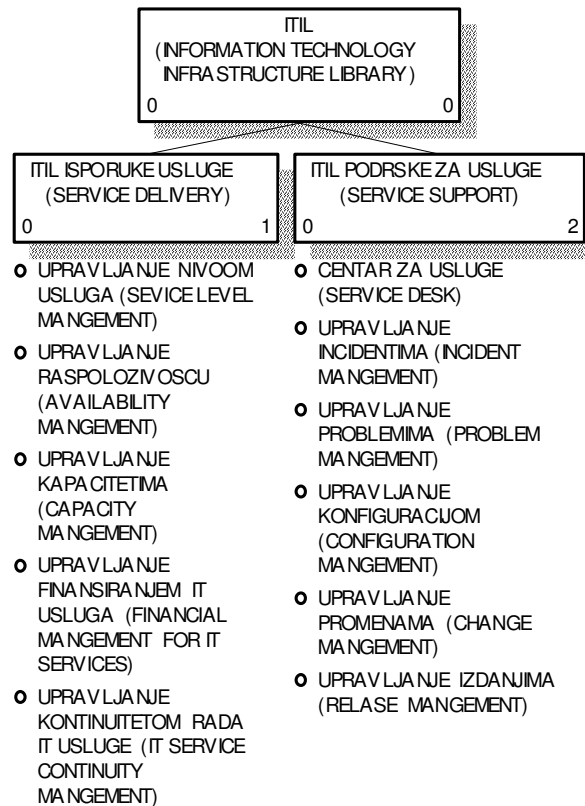 ITIL
(INFORMATION TECHNOLOGY
INFRASTRUCTURE LIBRARY)
0 0
ITIL ISPORUKE USLUGE
(SERVICE DELIVERY)
0 1
ITIL PODRSKE ZA USLUGE
(SERVICE SUPPORT)
0 2
UPRAVLJANJE NIVOOM
USLUGA (SEVICE LEVEL
MANGEMENT)
UPRAVLJANJE
RASPOLOZIVOSCU
(AVAILABILITY
MANGEMENT)
UPRAVLJANJE
KAPACITETIMA
(CAPACITY
MANGEMENT)
UPRAVLJANJE
FINANSIRANJEM IT
USLUGA (FINANCIAL
MANGEMENT FOR IT
SERVICES)
UPRAVLJANJE
KONTINUITETOM RADA
IT USLUGE (IT SERVICE
CONTINUITY
MANGEMENT)
CENTAR ZA USLUGE
(SERVICE DESK)
UPRAVLJANJE
INCIDENTIMA (INCIDENT
MANGEMENT)
UPRAVLJANJE
PROBLEMIMA (PROBLEM
MANGEMENT)
UPRAVLJANJE
KONFIGURACIJOM
(CONFIGURATION
MANGEMENT)
UPRAVLJANJE
PROMENAMA (CHANGE
MANGEMENT)
UPRAVLJANJE IZDANJIMA
(RELASE MANGEMENT)